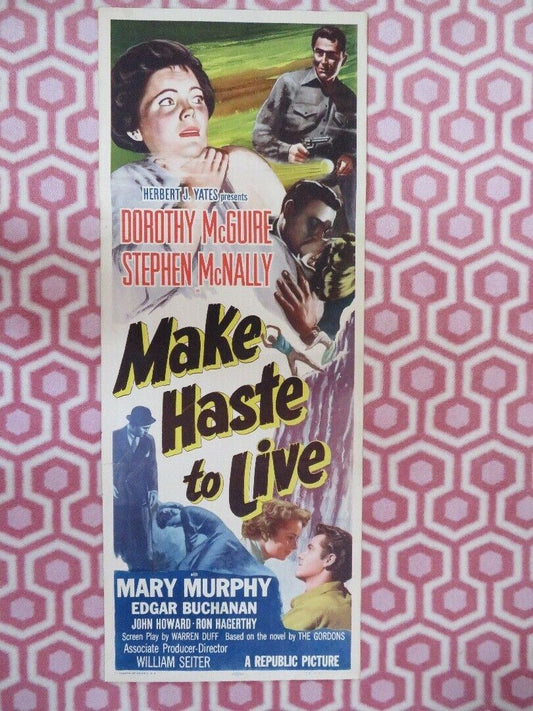 HERBERT J. YATES presents
DOROTHY McGUIRE
STEPHEN McNALLY
Make
Haste
to Live
with
MARY MURPHY
EDGAR BUCHANAN
JOHN HOWARD · RON HAGERTHY
Screen Play by WARREN DUFF Based on the novel by THE GORDONS
Associate Producer-Director
WILLIAM SEITER
A REPUBLIC PICTURE